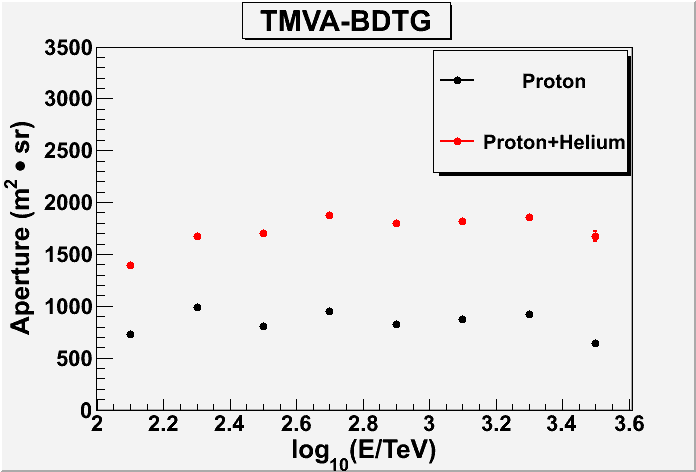 TMVA-BDTG
Proton
Proton+Helium
Aperture (m² • sr)
3500
3000
2500
2000
1500
1000
500
0
2 2.2 2.4 2.6 2.8 3 3.2 3.4 3.6
log₁₀(E/TeV)